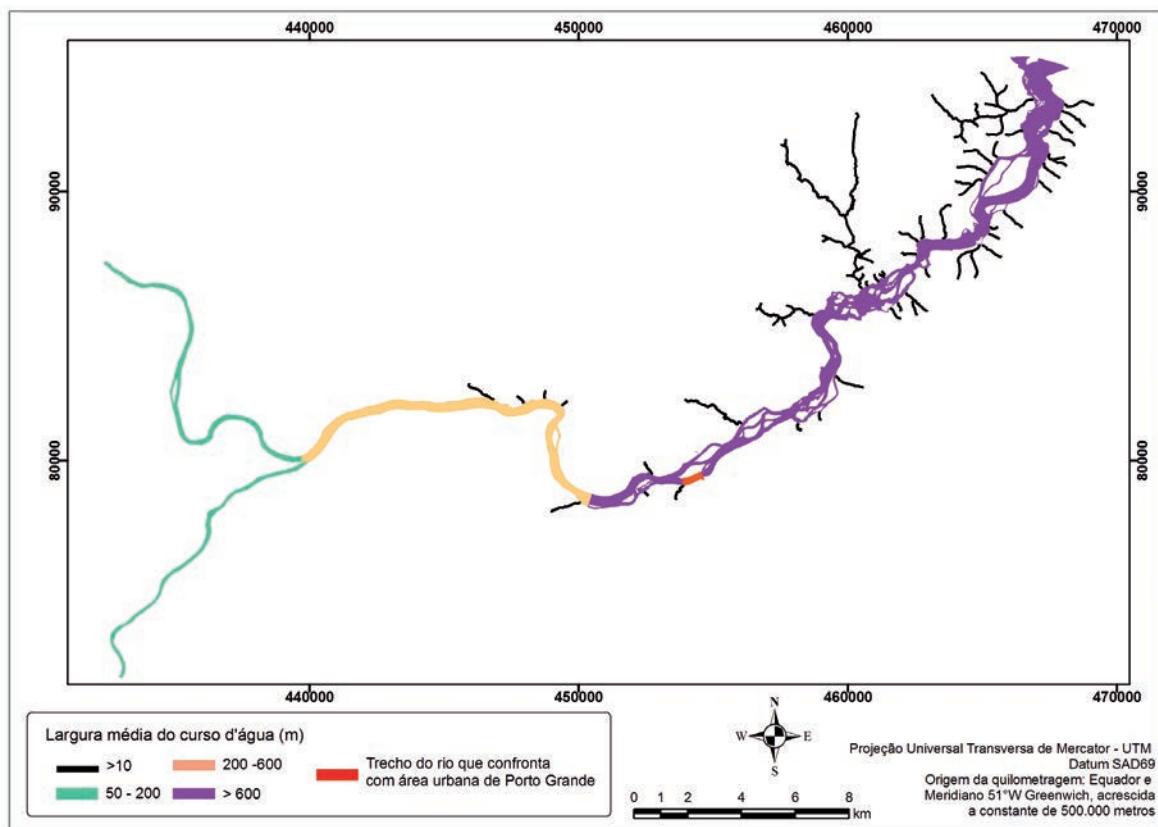 440000 450000 460000 470000
90000 90000
80000 80000
440000 450000 460000 470000
Largura média do curso d'água (m)
>10
200 -600
50 - 200
> 600
Trecho do rio que confronta
com área urbana de Porto Grande
N
W E
S
0 1 2 4 6 8
km
Projeção Universal Transversa de Mercator - UTM
Datum SAD69
Origem da quilometragem: Equador e
Meridiano 51°W Greenwich, acrescida
a constante de 500.000 metros